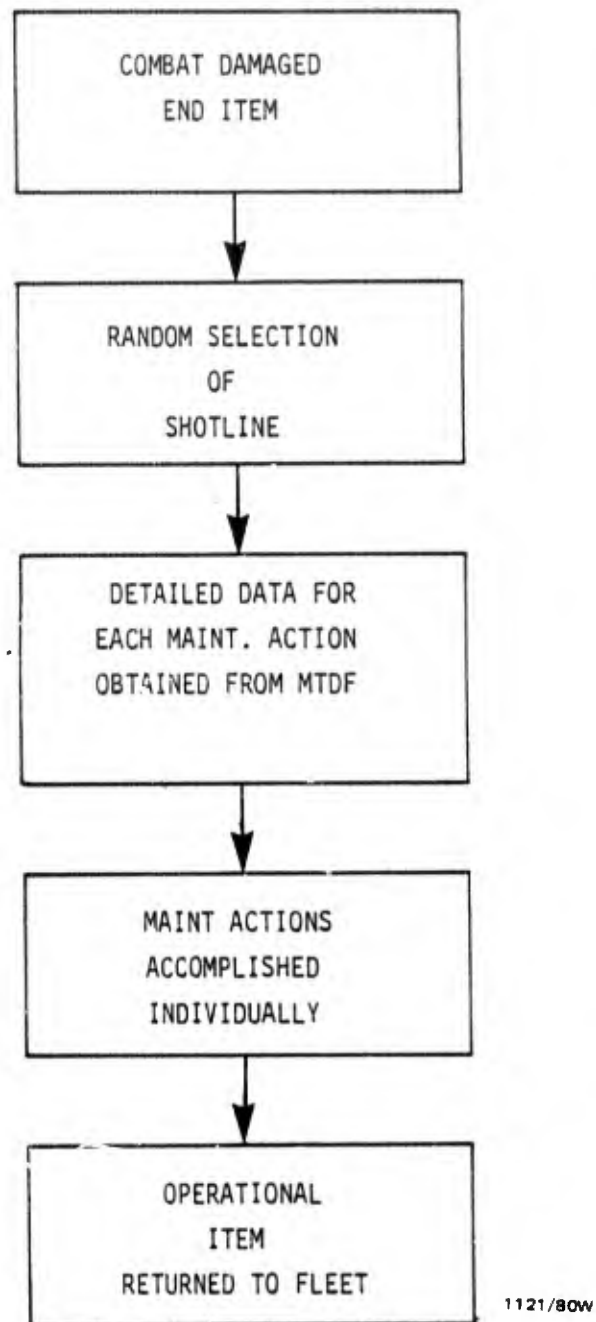 COMBAT DAMAGED
END ITEM
RANDOM SELECTION
OF
SHOTLINE
DETAILED DATA FOR
EACH MAINT. ACTION
OBTAINED FROM MTDF
MAINT ACTIONS
ACCOMPLISHED
INDIVIDUALLY
OPERATIONAL
ITEM
RETURNED TO FLEET
1121/80W